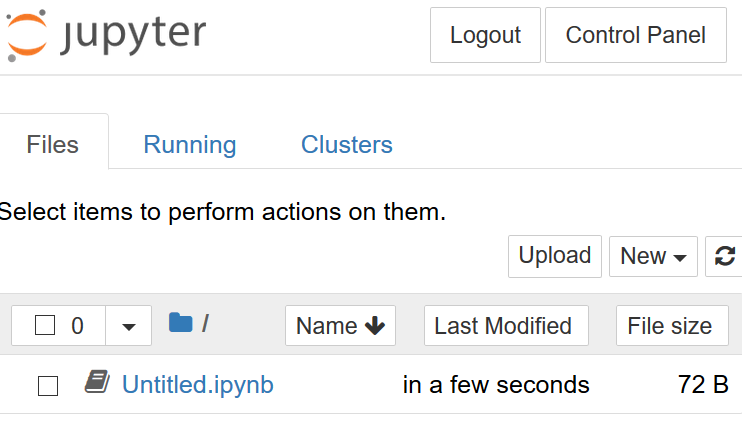 jupyter Logout Control Panel
Files Running Clusters
Select items to perform actions on them.
Upload New
0 / Name Last Modified File size
Untitled.ipynb in a few seconds 72 B